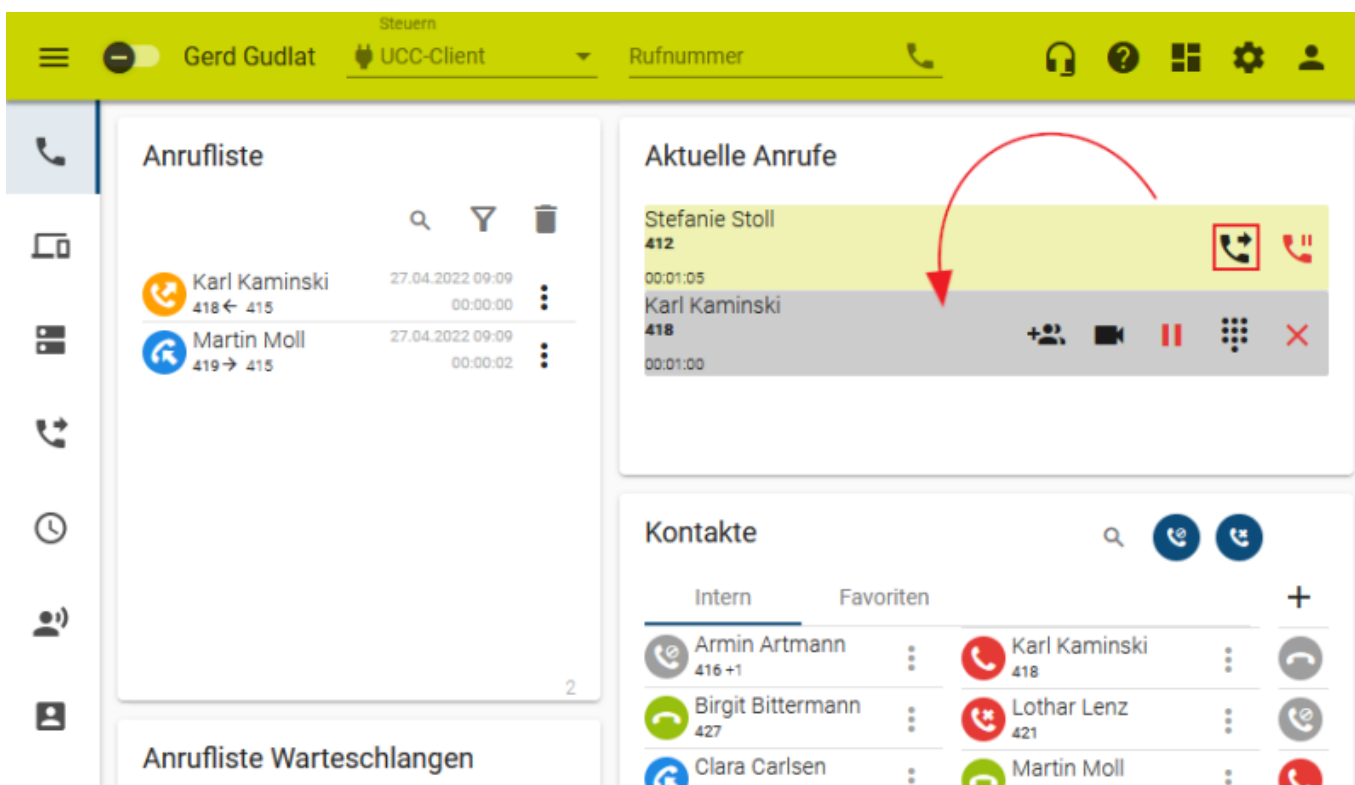 Steuern
Gerd Gudlat
UCC-Client
Rufnummer
Anrufliste
Karl Kaminski
27.04.2022 09:09
418← 415
00:00:00
Martin Moll
27.04.2022 09:09
419→ 415
00:00:02
2
Anrufliste Warteschlangen
Aktuelle Anrufe
Stefanie Stoll
412
00:01:05
Karl Kaminski
418
00:01:00
Kontakte
Intern
Favoriten
Armin Artmann
416 +1
Karl Kaminski
418
Birgit Bittermann
427
Lothar Lenz
421
Clara Carlsen
Martin Moll